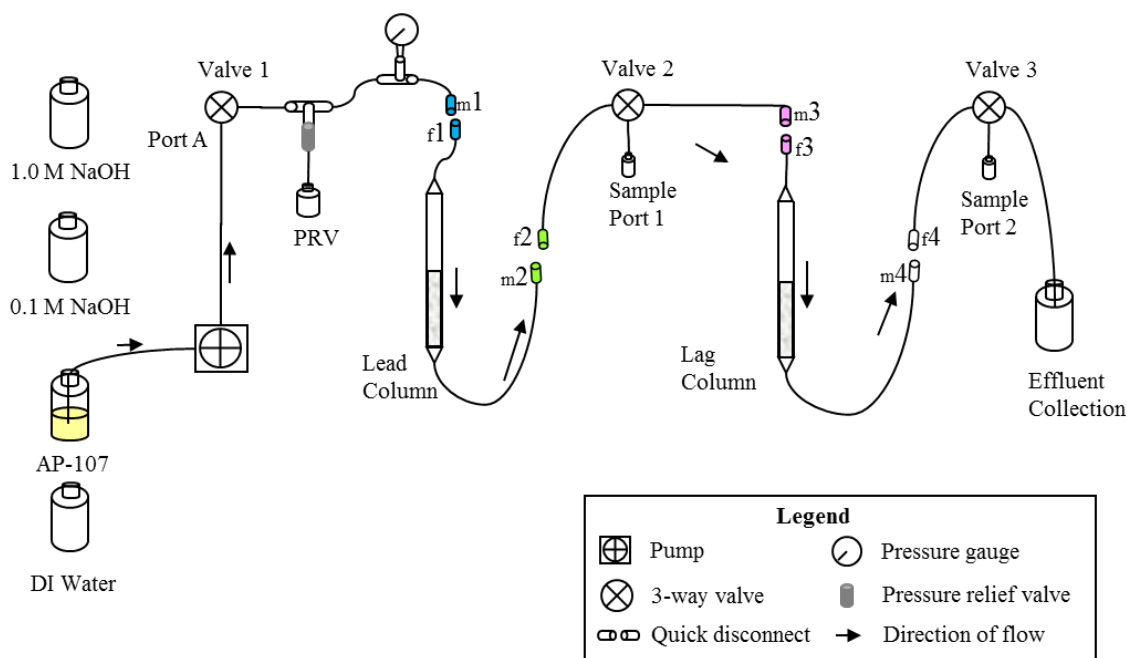 Valve 1
Port A
1.0 M NaOH
0.1 M NaOH
AP-107
DI Water
PRV
m1
f1
Lead
Column
f2
m2
Valve 2
Sample
Port 1
m3
f3
Lag
Column
f4
m4
Valve 3
Sample
Port 2
Effluent
Collection
Legend
Pump
Pressure gauge
3-way valve
Pressure relief valve
Quick disconnect
Direction of flow